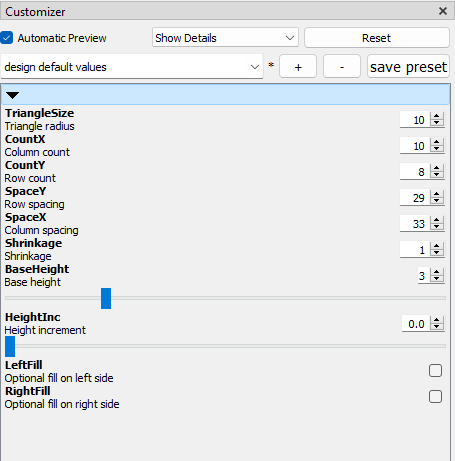 Customizer
Automatic Preview
Show Details
Reset
design default values
*
+
-
save preset
TriangleSize
Triangle radius
10
CountX
Column count
10
CountY
Row count
8
SpaceY
Row spacing
29
SpaceX
Column spacing
33
Shrinkage
Shrinkage
1
BaseHeight
Base height
3
HeightInc
Height increment
0.0
LeftFill
Optional fill on left side
RightFill
Optional fill on right side